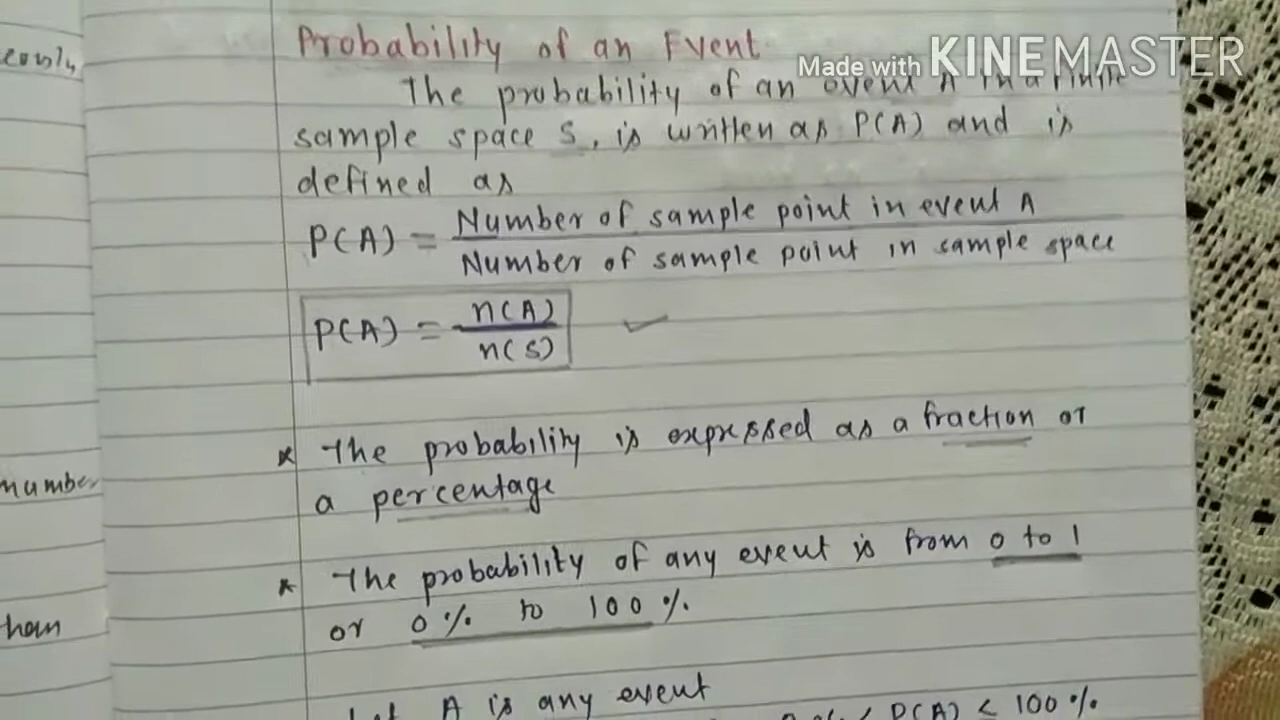 Probability of an Event.
Made with KINEMASTER
The probability of an event A in a finite
sample space S, is written as P(A) and is
defined as
P(A) = Number of sample point in event A
Number of sample point in sample space
P(A) = n(A)
n(S)
* The probability is expressed as a fraction or
a percentage
* The probability of any event is from 0 to 1
or 0% to 100%.
A is any event
P(A) < 100%
number